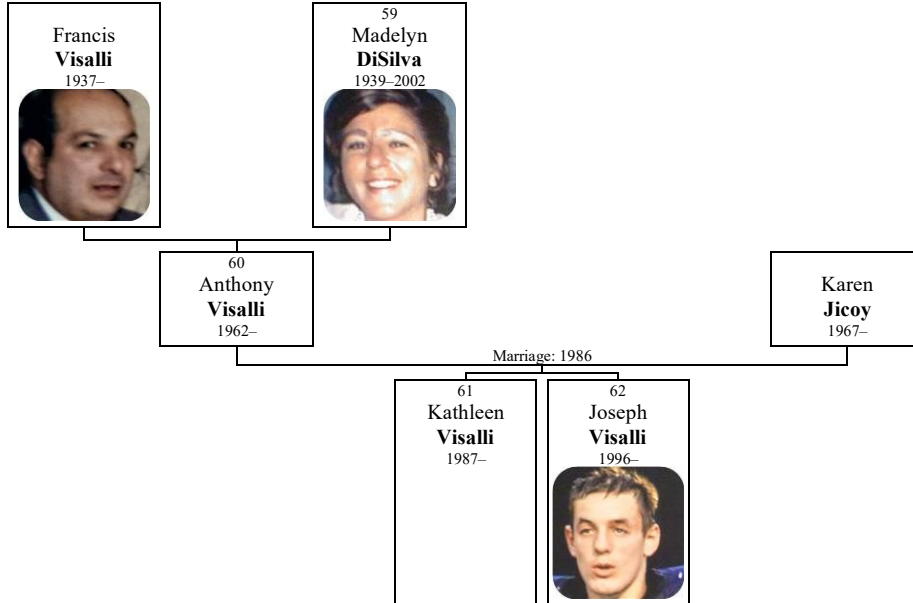 Francis
Visalli
1937–
59
Madelyn
DiSilva
1939–2002
60
Anthony
Visalli
1962–
Karen
Jicoy
1967–
Marriage: 1986
61
Kathleen
Visalli
1987–
62
Joseph
Visalli
1996–